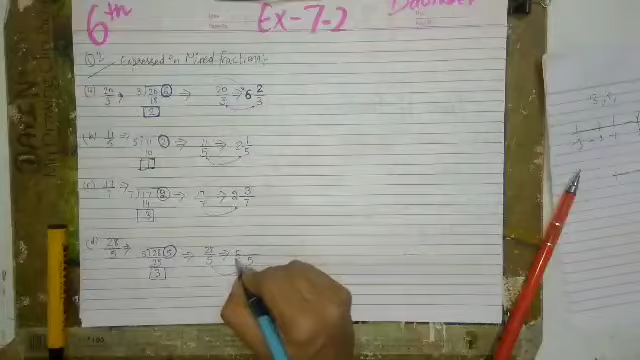 6th Ex-7-2
Expressed on Mixed fractions
(a) 20/3 ⇒ 3)20(6 ⇒ 20/3 ⇒ 6 2/3
18
2
(b) 11/5 ⇒ 5)11(2 ⇒ 11/5 ⇒ 2 1/5
10
1
(c) 17/7 ⇒ 7)17(2 ⇒ 17/7 ⇒ 2 3/7
14
3
(d) 28/5 ⇒ 5)28(5 ⇒ 28/5 ⇒ 5 /5
25
3